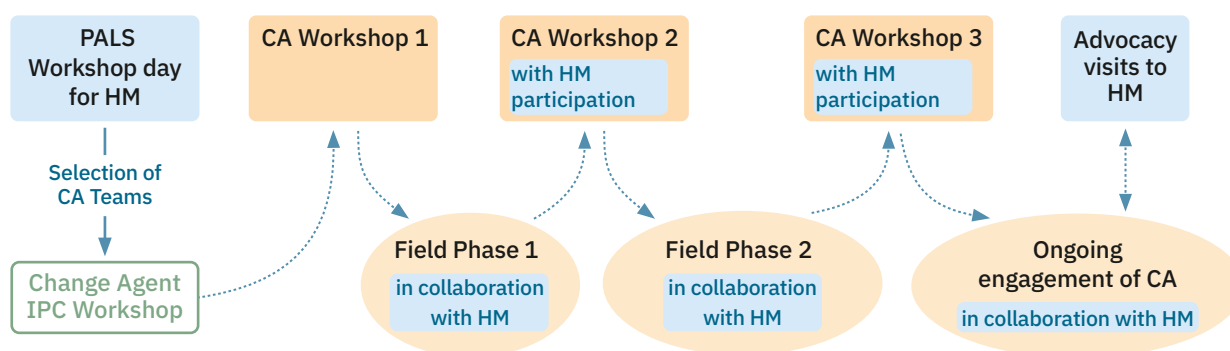 PALS
Workshop day
for HM
Selection of
CA Teams
Change Agent
IPC Workshop
CA Workshop 1
Field Phase 1
in collaboration
with HM
CA Workshop 2
with HM
participation
Field Phase 2
in collaboration
with HM
CA Workshop 3
with HM
participation
Ongoing
engagement of CA
in collaboration with HM
Advocacy
visits to
HM